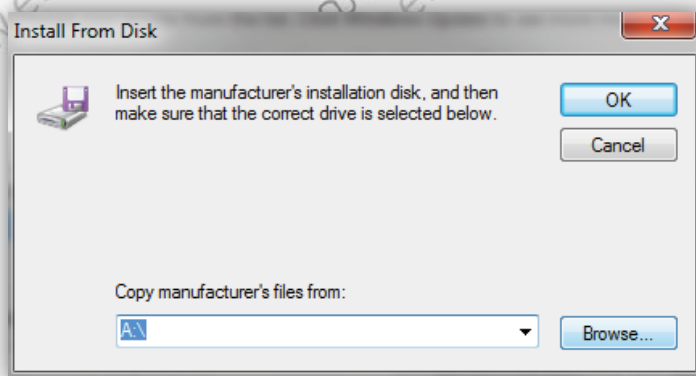 Install From Disk
Insert the manufacturer's installation disk, and then
make sure that the correct drive is selected below.
OK
Cancel
Copy manufacturer's files from:
A:\
Browse...